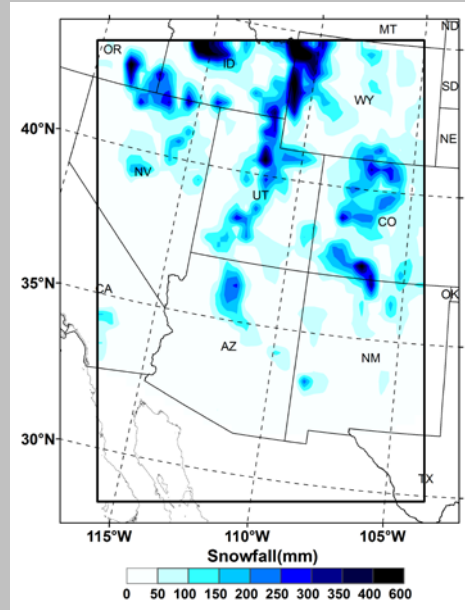 MT
ND
OR
ID
WY
SD
40°N
NE
NV
UT
CO
35°N
CA
OK
AZ
NM
30°N
TX
115°W 110°W 105°W
Snowfall(mm)
0 50 100 150 200 250 300 350 400 600